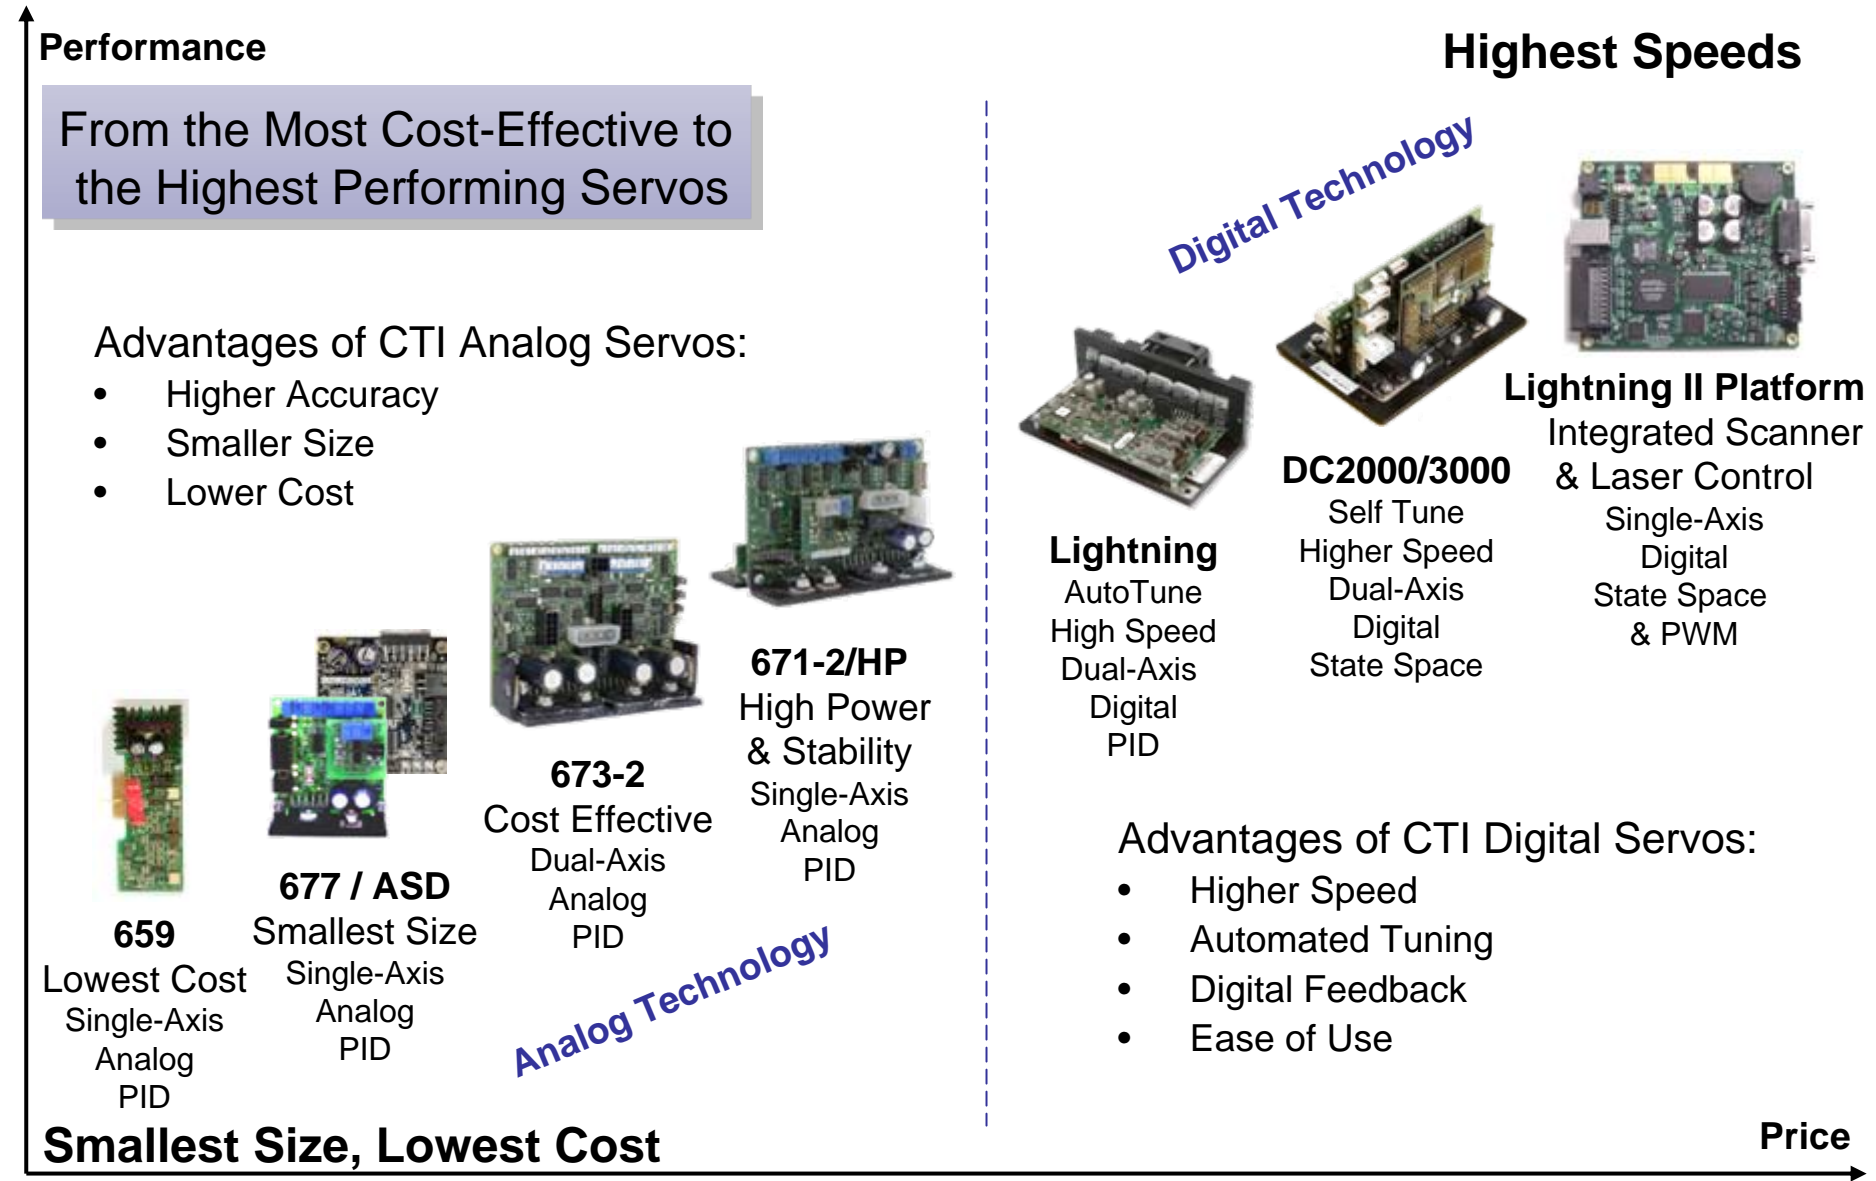 Performance
Highest Speeds
From the Most Cost-Effective to
the Highest Performing Servos
Digital Technology
Advantages of CTI Analog Servos:
• Higher Accuracy
• Smaller Size
• Lower Cost
659
Lowest Cost
Single-Axis
Analog
PID
677 / ASD
Smallest Size
Single-Axis
Analog
PID
673-2
Cost Effective
Dual-Axis
Analog
PID
671-2/HP
High Power
& Stability
Single-Axis
Analog
PID
Analog Technology
Lightning
AutoTune
High Speed
Dual-Axis
Digital
PID
DC2000/3000
Self Tune
Higher Speed
Dual-Axis
Digital
State Space
Lightning II Platform
Integrated Scanner
& Laser Control
Single-Axis
Digital
State Space
& PWM
Advantages of CTI Digital Servos:
• Higher Speed
• Automated Tuning
• Digital Feedback
• Ease of Use
Smallest Size, Lowest Cost
Price